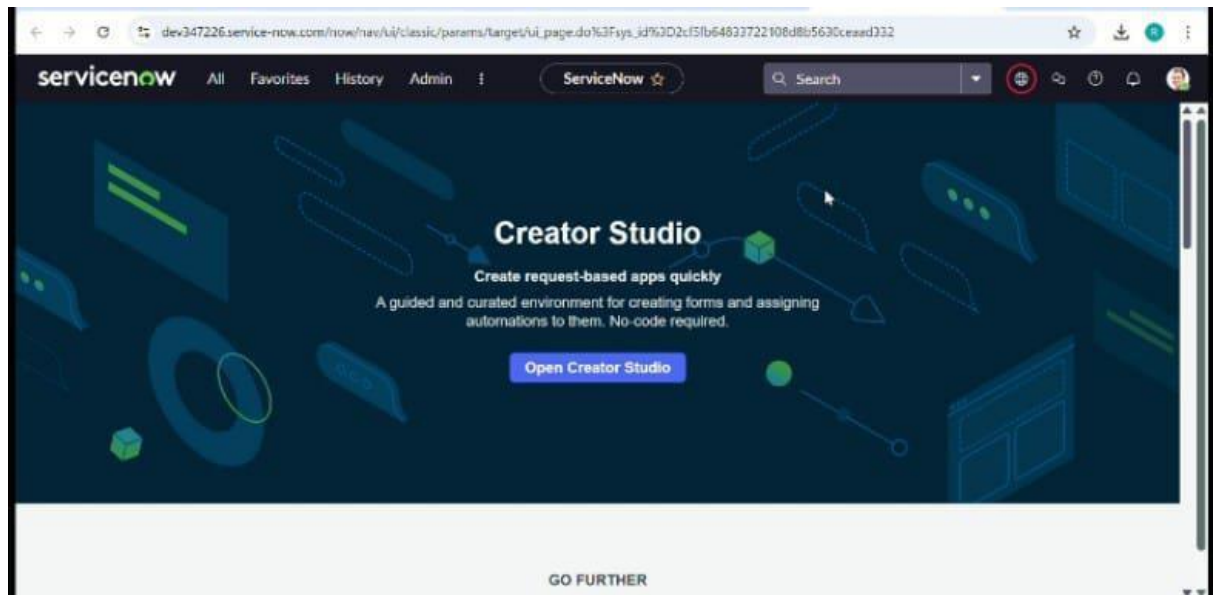 dev347226.service-now.com/now/nav/ui/classic/params/target/ui_page.do%3Fsys_id%3D2cf5fb64833722108d8b5630ceaad332
servicenow All Favorites History Admin ServiceNow Search
Creator Studio
Create request-based apps quickly
A guided and curated environment for creating forms and assigning
automations to them. No-code required.
Open Creator Studio
GO FURTHER